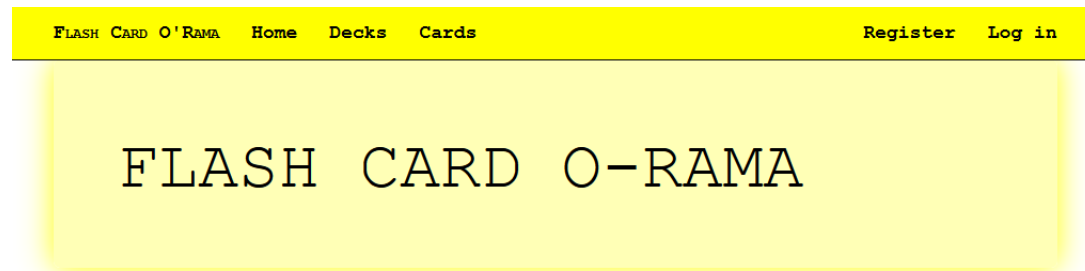 Flash Card O'Rama Home Decks Cards Register Log in
FLASH CARD O-RAMA